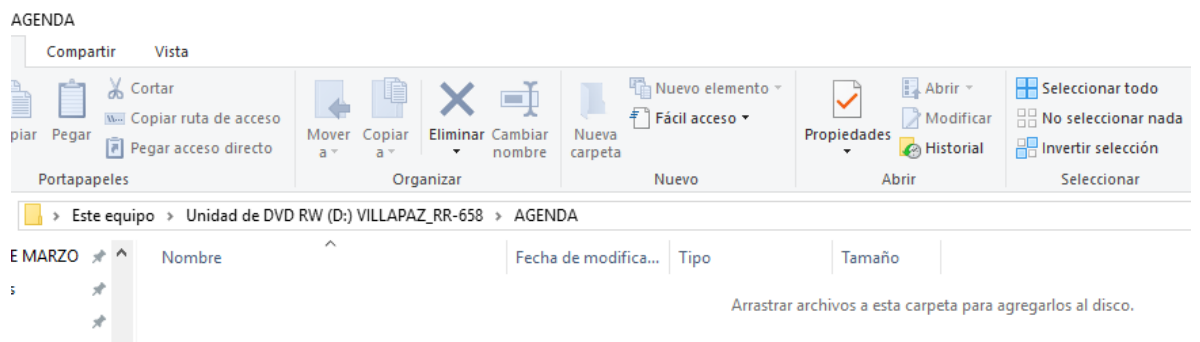 AGENDA
Compartir Vista
Cortar
Copiar ruta de acceso
Pegar acceso directo
piar Pegar
Portapapeles
Mover a
Copiar a
Eliminar
Cambiar nombre
Organizar
Nueva carpeta
Nuevo elemento
Fácil acceso
Nuevo
Propiedades
Abrir
Modificar
Historial
Abrir
Seleccionar todo
No seleccionar nada
Invertir selección
Seleccionar
> Este equipo > Unidad de DVD RW (D:) VILLAPAZ_RR-658 > AGENDA
E MARZO
s
Nombre Fecha de modifica... Tipo Tamaño
Arrastrar archivos a esta carpeta para agregarlos al disco.